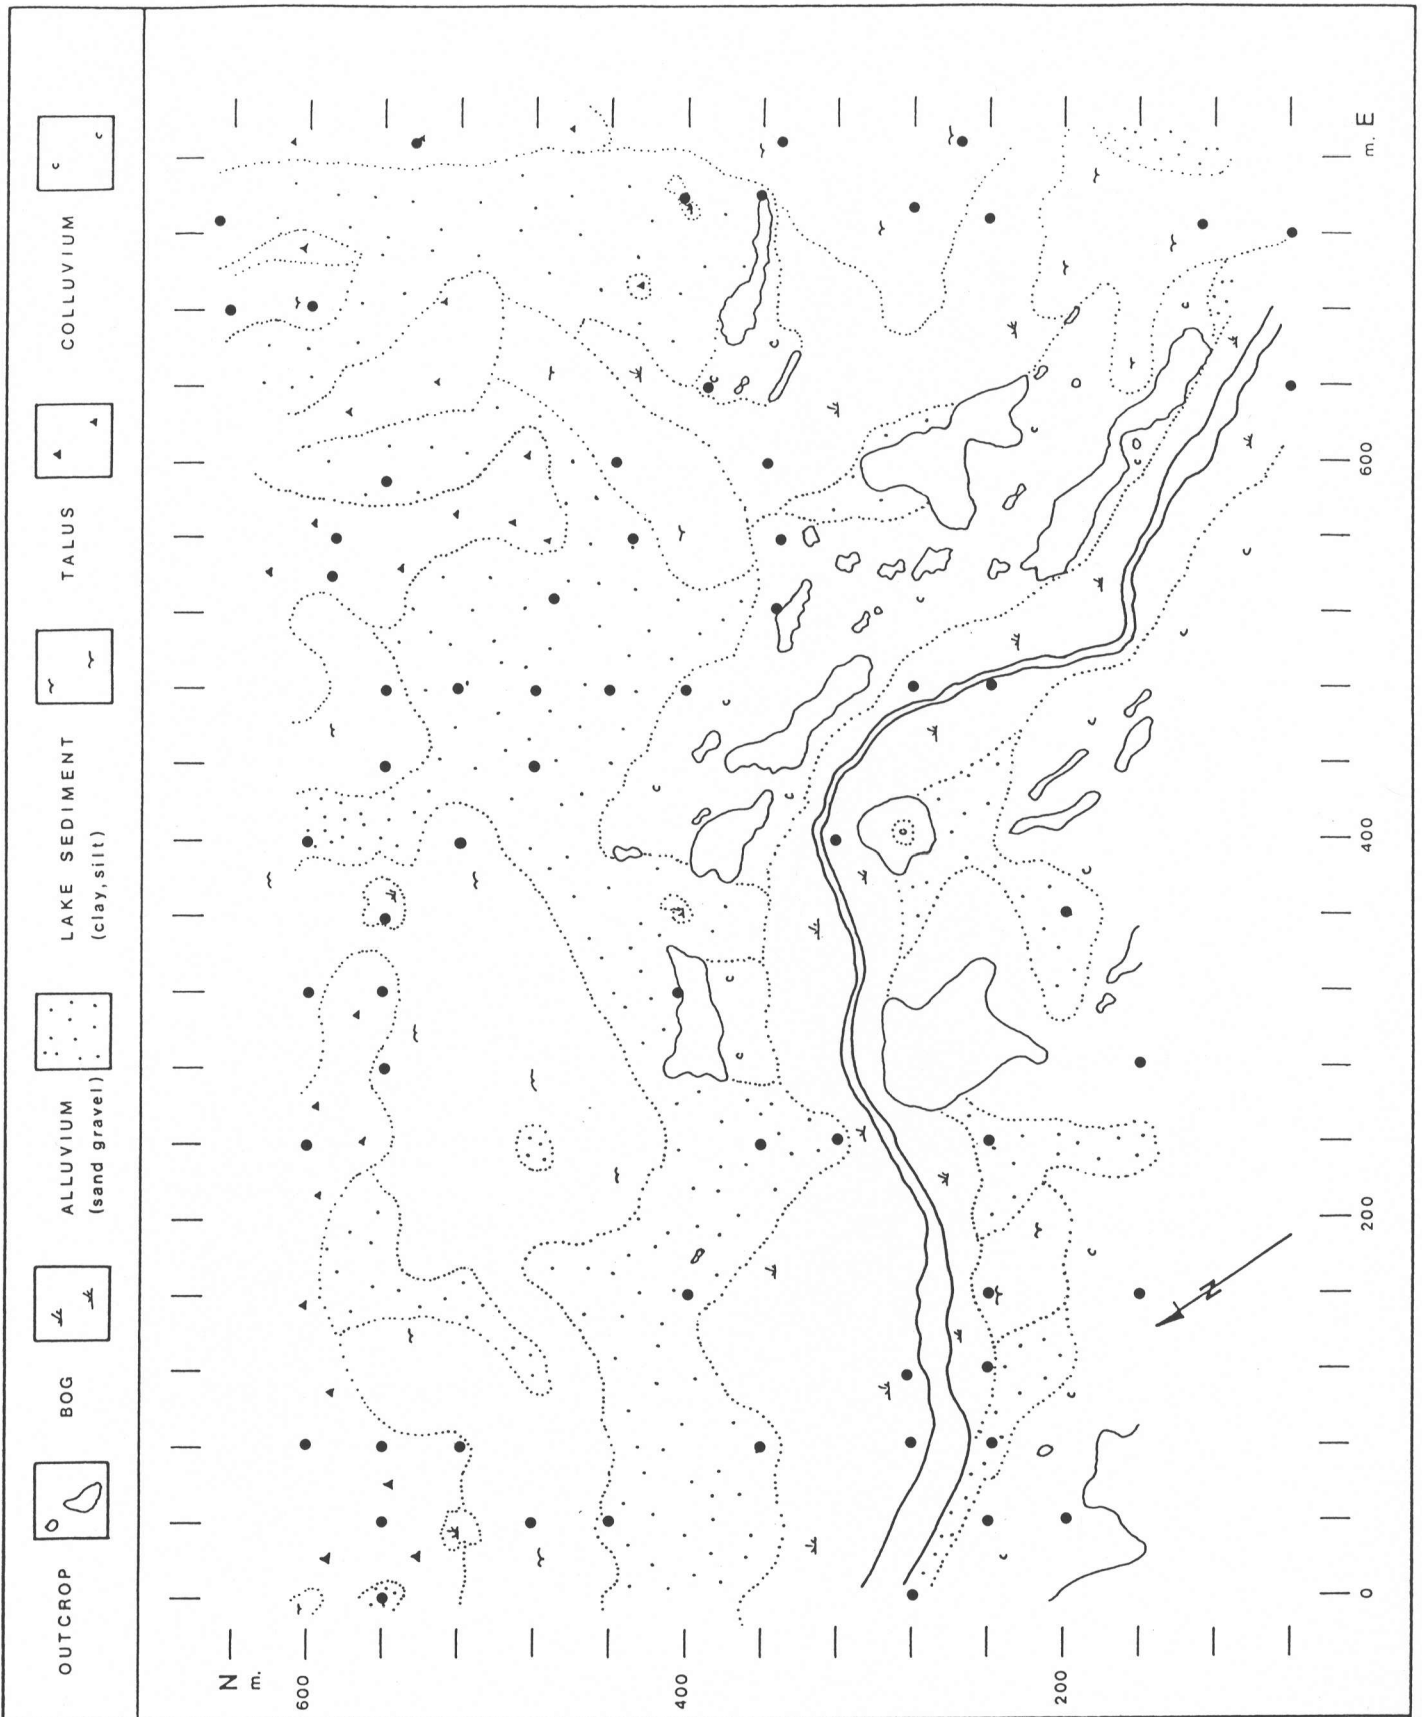 OUTCROP
BOG
ALLUVIUM
(sand gravel)
LAKE SEDIMENT
(clay, silt)
TALUS
COLLUVIUM
N
m.
600
400
200
0
200
400
600
m. E
N